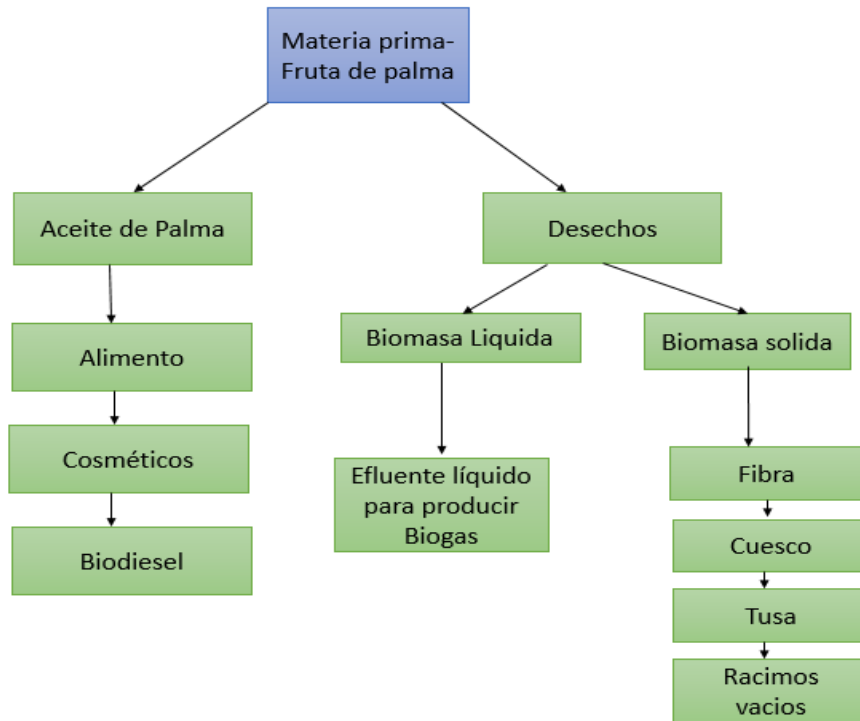 Materia prima-
Fruta de palma
Aceite de Palma
Desechos
Alimento
Biomasa Liquida
Biomasa solida
Cosméticos
Efluente líquido
para producir
Biogas
Fibra
Biodiesel
Cuesco
Tusa
Racimos
vacios